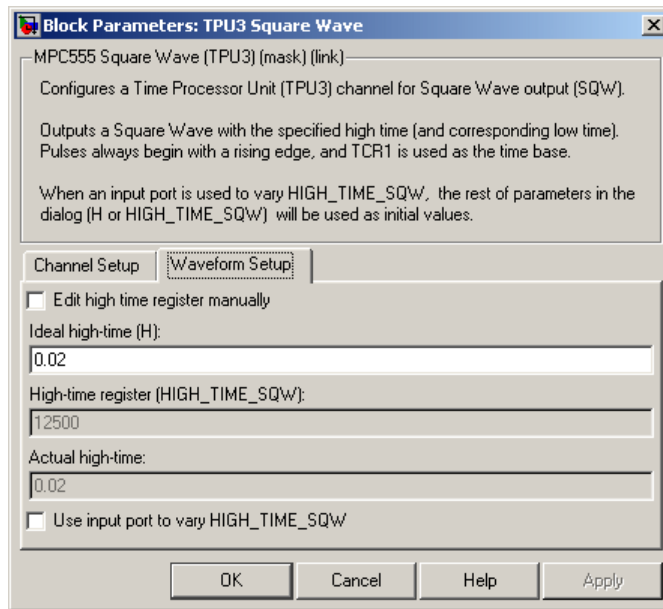 Block Parameters: TPU3 Square Wave
MPC555 Square Wave (TPU3) (mask) (link)
Configures a Time Processor Unit (TPU3) channel for Square Wave output (SQW).
Outputs a Square Wave with the specified high time (and corresponding low time).
Pulses always begin with a rising edge, and TCR1 is used as the time base.
When an input port is used to vary HIGH_TIME_SQW, the rest of parameters in the
dialog (H or HIGH_TIME_SQW) will be used as initial values.
Channel Setup Waveform Setup
Edit high time register manually
Ideal high-time (H):
0.02
High-time register (HIGH_TIME_SQW):
12500
Actual high-time:
0.02
Use input port to vary HIGH_TIME_SQW
OK Cancel Help Apply